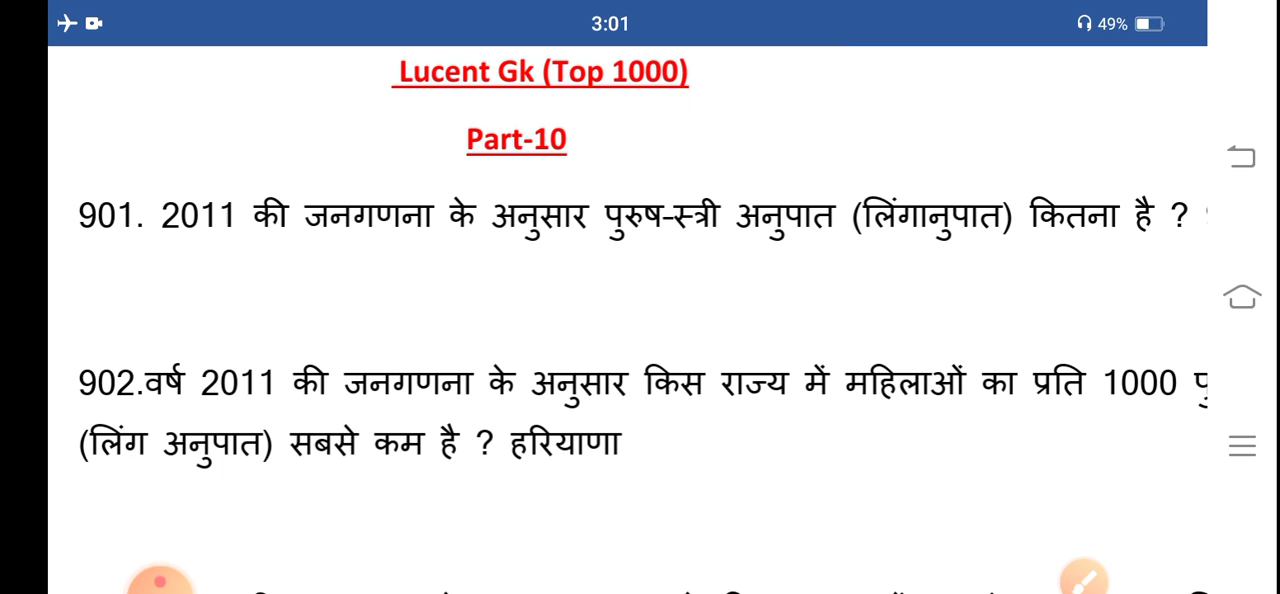 3:01
49%
Lucent Gk (Top 1000)
Part-10
901. 2011 की जनगणना के अनुसार पुरुष-स्त्री अनुपात (लिंगानुपात) कितना है ?
902.वर्ष 2011 की जनगणना के अनुसार किस राज्य में महिलाओं का प्रति 1000
(लिंग अनुपात) सबसे कम है ? हरियाणा